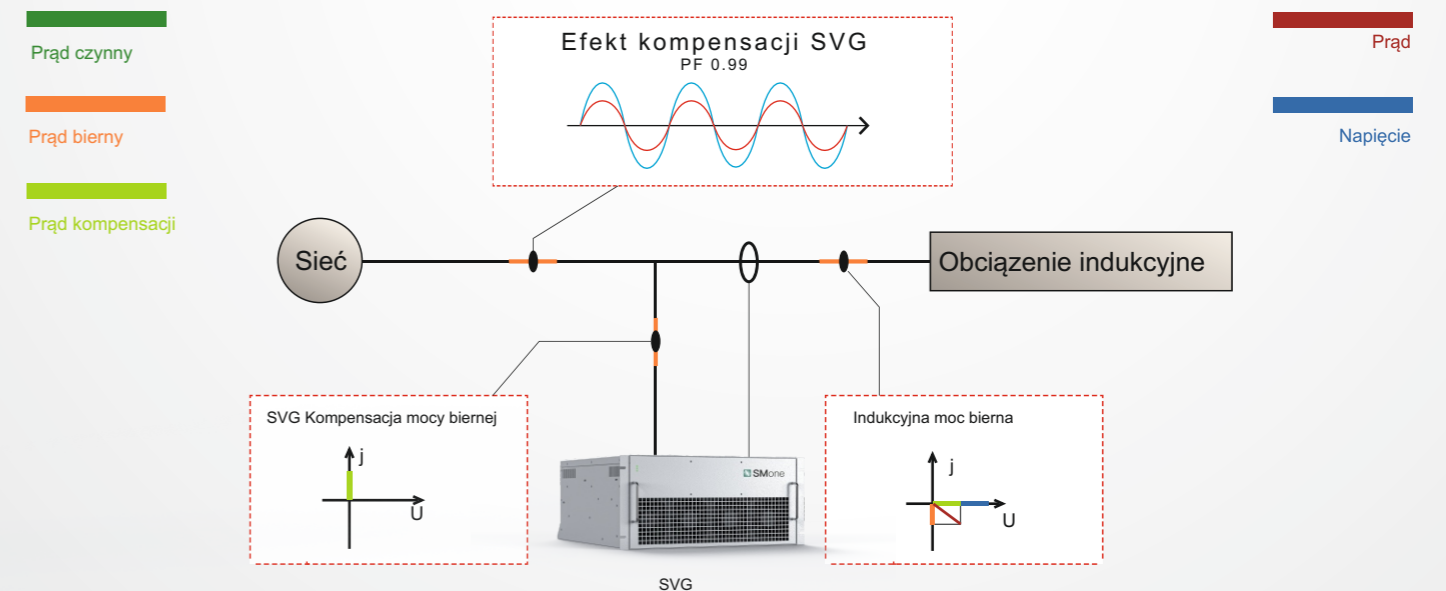 Prąd czynny
Prąd bierny
Prąd kompensacji
Efekt kompensacji SVG
PF 0.99
Prąd
Napięcie
Sieć
Obciązenie indukcyjne
SVG Kompensacja mocy biernej
j
U
SMone
SVG
Indukcyjna moc bierna
j
U